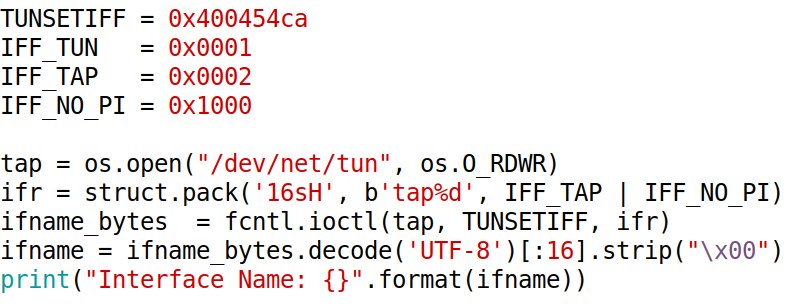 TUNSETIFF = 0x400454ca
IFF_TUN   = 0x0001
IFF_TAP   = 0x0002
IFF_NO_PI = 0x1000

tap = os.open("/dev/net/tun", os.O_RDWR)
ifr = struct.pack('16sH', b'tap%d', IFF_TAP | IFF_NO_PI)
ifname_bytes  = fcntl.ioctl(tap, TUNSETIFF, ifr)
ifname = ifname_bytes.decode('UTF-8')[:16].strip("\x00")
print("Interface Name: {}".format(ifname))